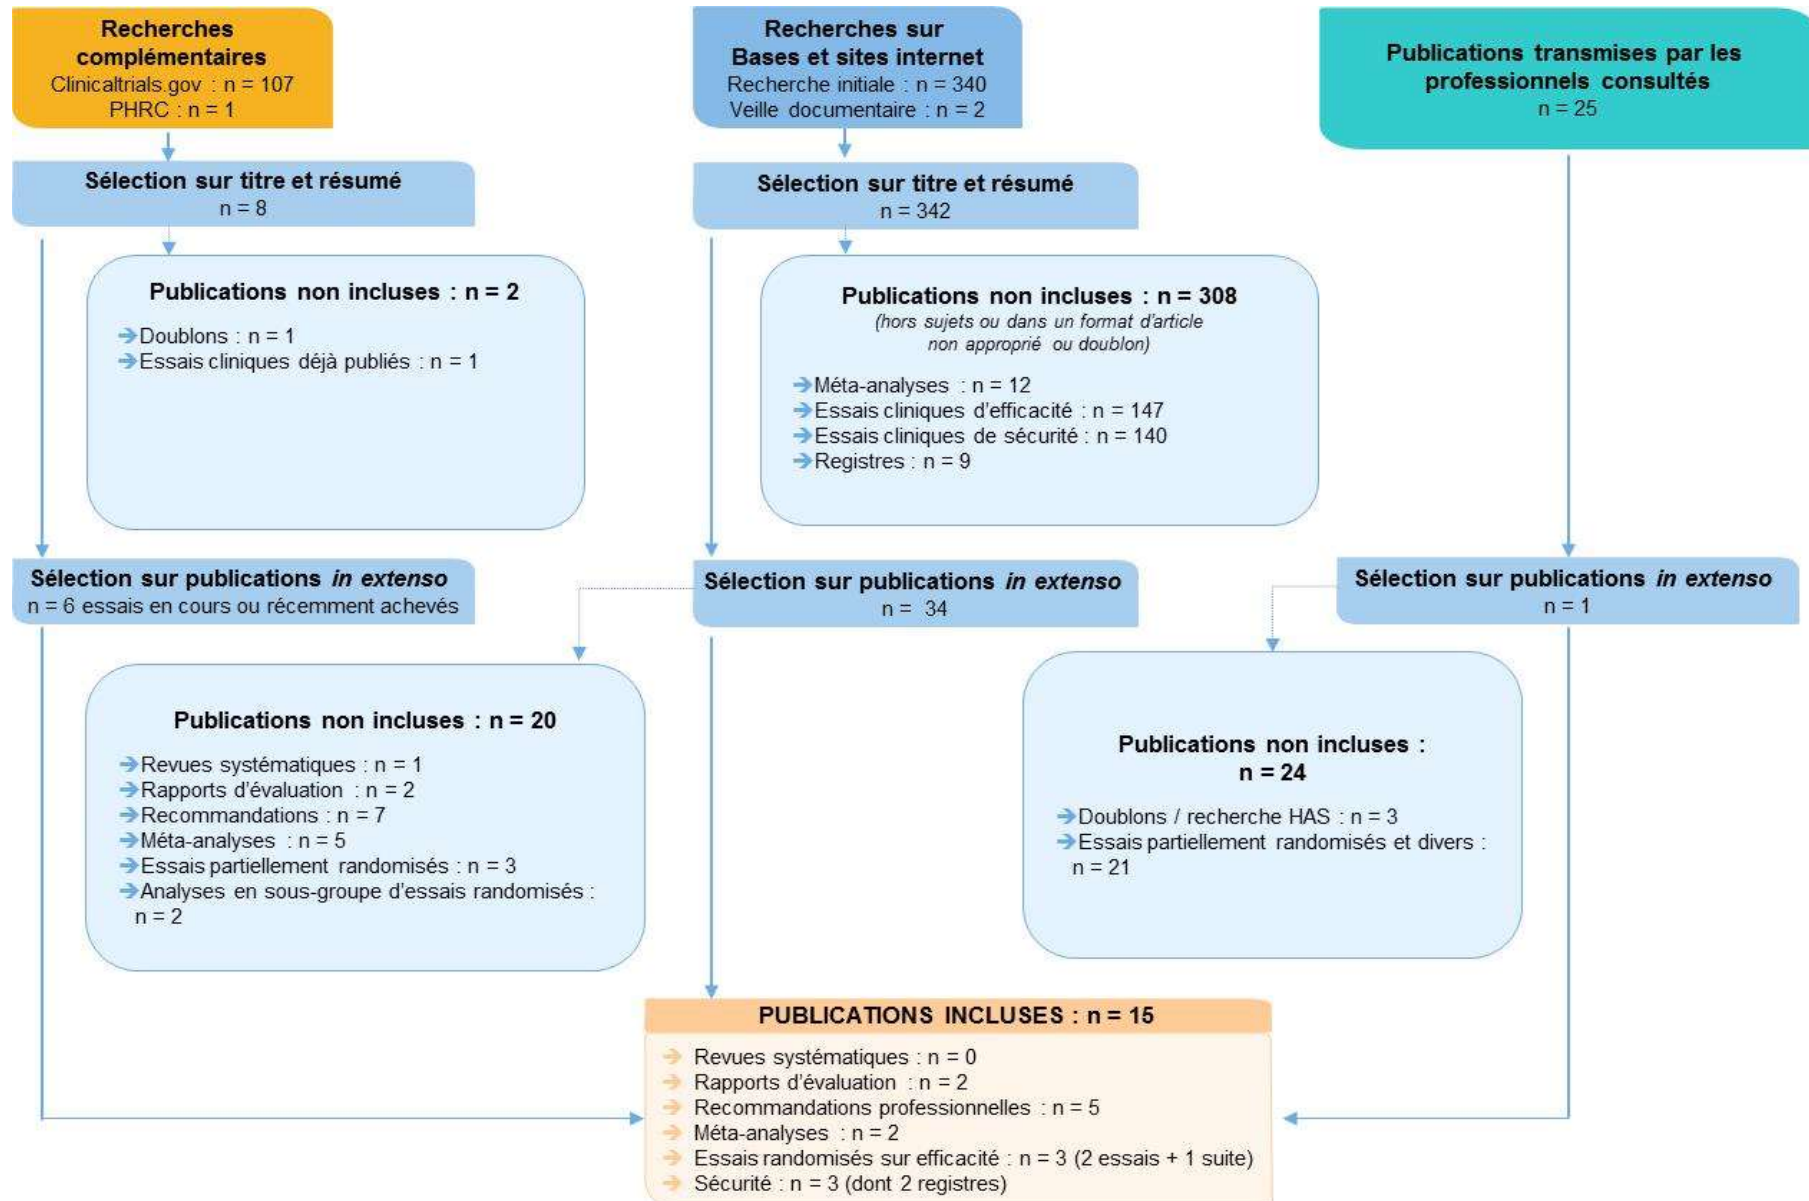 Recherches
complémentaires
Clinicaltrials.gov : n = 107
PHRC : n = 1
Recherches sur
Bases et sites internet
Recherche initiale : n = 340
Veille documentaire : n = 2
Publications transmises par les
professionnels consultés
n = 25
Sélection sur titre et résumé
n = 8
Sélection sur titre et résumé
n = 342
Publications non incluses : n = 2
➔Doublons : n = 1
➔Essais cliniques déjà publiés : n = 1
Publications non incluses : n = 308
(hors sujets ou dans un format d'article
non approprié ou doublon)
➔Méta-analyses : n = 12
➔Essais cliniques d'efficacité : n = 147
➔Essais cliniques de sécurité : n = 140
➔Registres : n = 9
Sélection sur publications in extenso
n = 6 essais en cours ou récemment achevés
Sélection sur publications in extenso
n = 34
Sélection sur publications in extenso
n = 1
Publications non incluses : n = 20
➔Revues systématiques : n = 1
➔Rapports d'évaluation : n = 2
➔Recommandations : n = 7
➔Méta-analyses : n = 5
➔Essais partiellement randomisés : n = 3
➔Analyses en sous-groupe d'essais randomisés :
n = 2
Publications non incluses :
n = 24
➔Doublons / recherche HAS : n = 3
➔Essais partiellement randomisés et divers :
n = 21
PUBLICATIONS INCLUSES : n = 15
➔ Revues systématiques : n = 0
➔ Rapports d'évaluation : n = 2
➔ Recommandations professionnelles : n = 5
➔ Méta-analyses : n = 2
➔ Essais randomisés sur efficacité : n = 3 (2 essais + 1 suite)
➔ Sécurité : n = 3 (dont 2 registres)